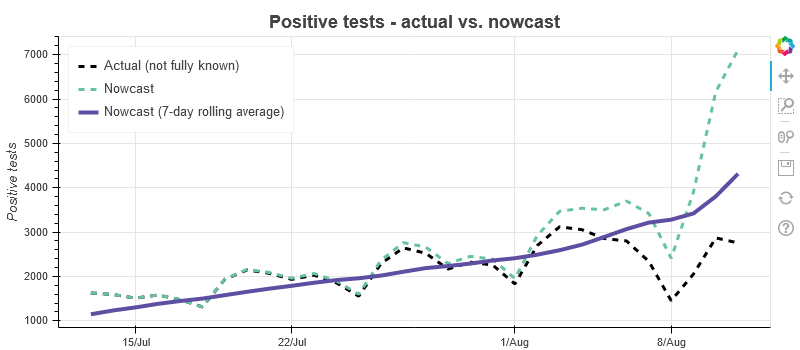 Positive tests - actual vs. nowcast
Actual (not fully known)
Nowcast
Nowcast (7-day rolling average)
Positive tests
7000
6000
5000
4000
3000
2000
1000
15/Jul
22/Jul
1/Aug
8/Aug